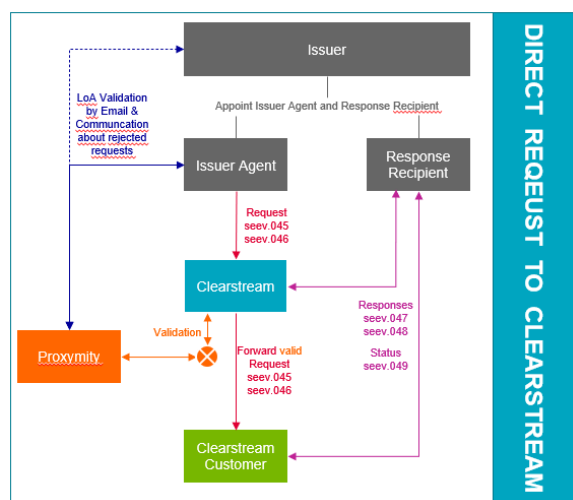 Issuer
LoA Validation
by Email &
Communcation
about rejected
requests
Appoint Issuer Agent and Response Recipient
Issuer Agent
Response
Recipient
Request
seev.045
seev.046
Clearstream
Responses
seev.047
seev.048
Status
seev.049
Validation
Proxymity
Forward valid
Request
seev.045
seev.046
Clearstream
Customer
DIRECT REQEUST TO CLEARSTREAM